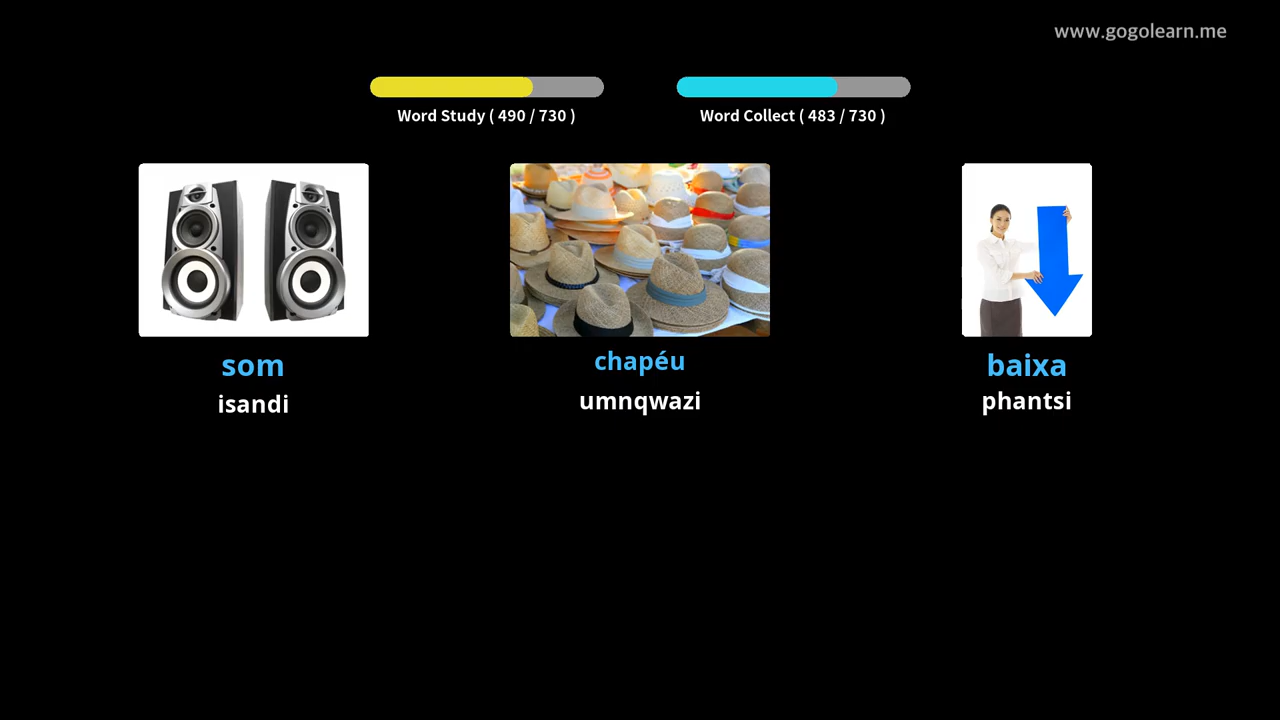 www.gogolearn.me
Word Study ( 490 / 730 )
Word Collect ( 483 / 730 )
som
isandi
chapéu
umnqwazi
baixa
phantsi